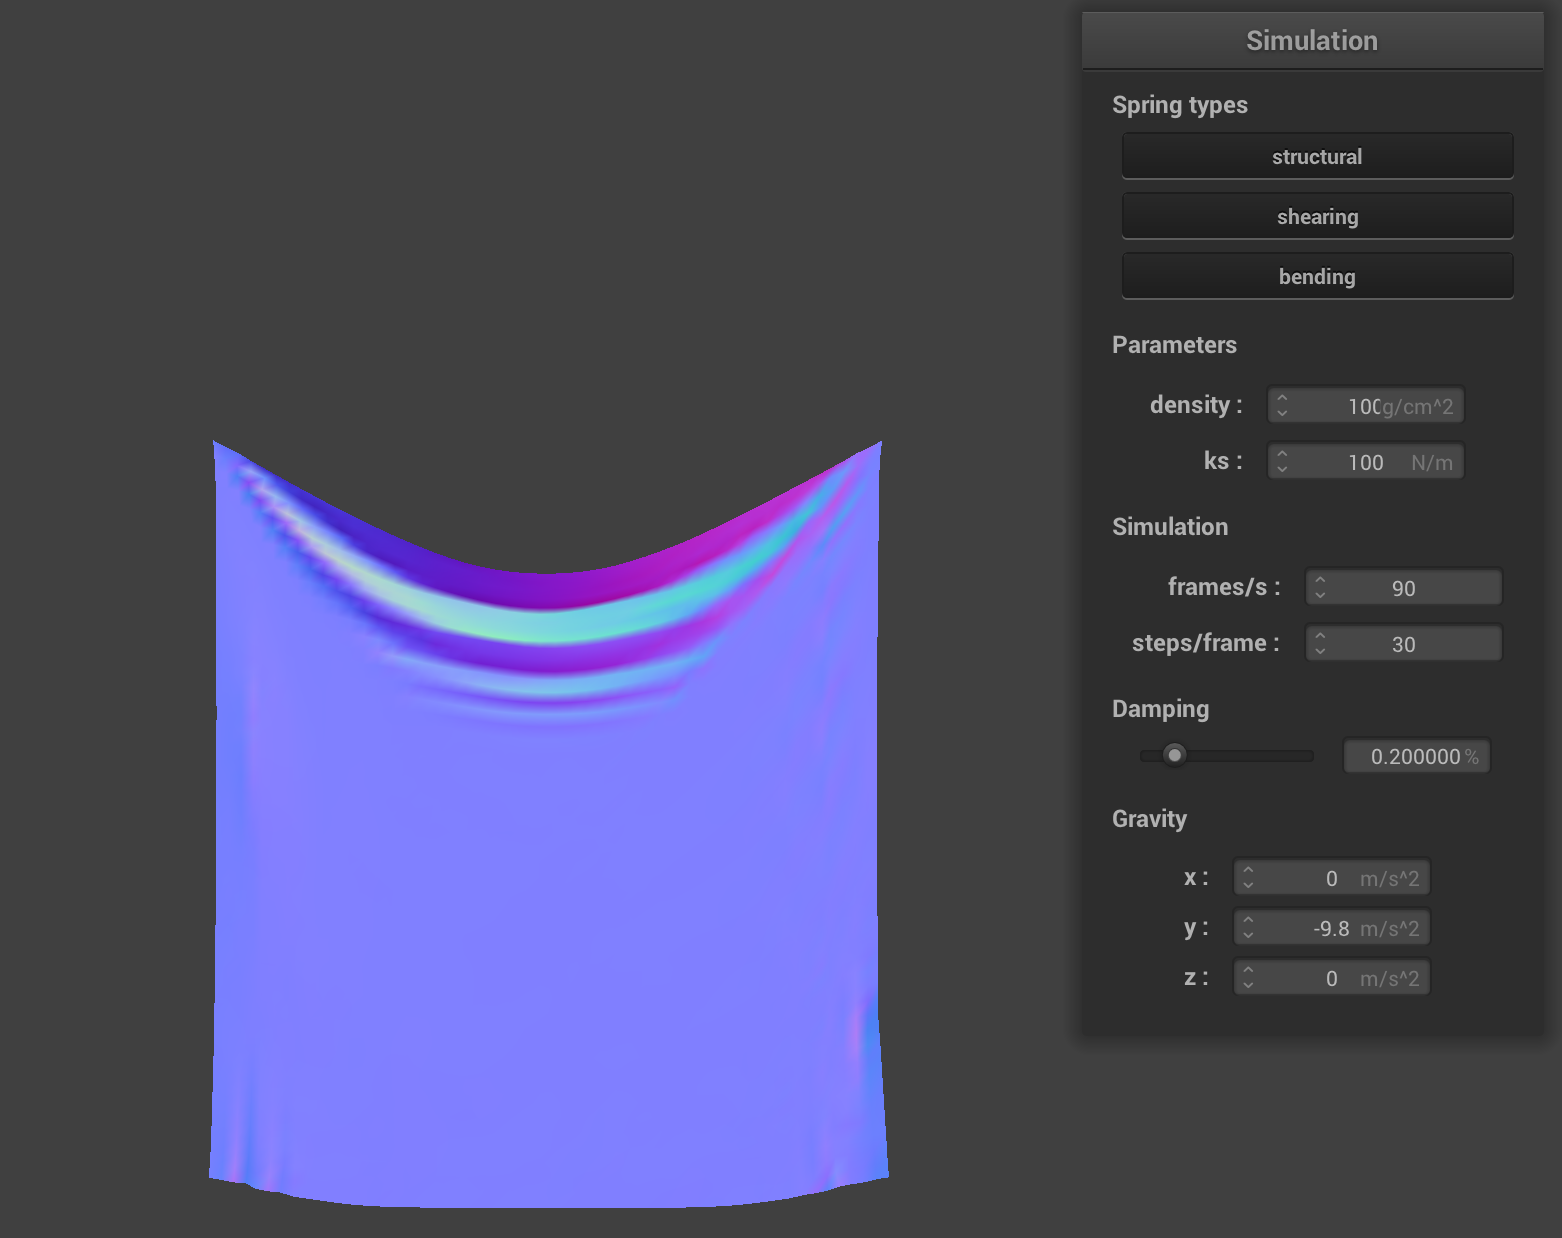 Simulation
Spring types
structural
shearing
bending
Parameters
density : 100 g/cm^2
ks : 100 N/m
Simulation
frames/s : 90
steps/frame : 30
Damping
0.200000 %
Gravity
x : 0 m/s^2
y : -9.8 m/s^2
z : 0 m/s^2